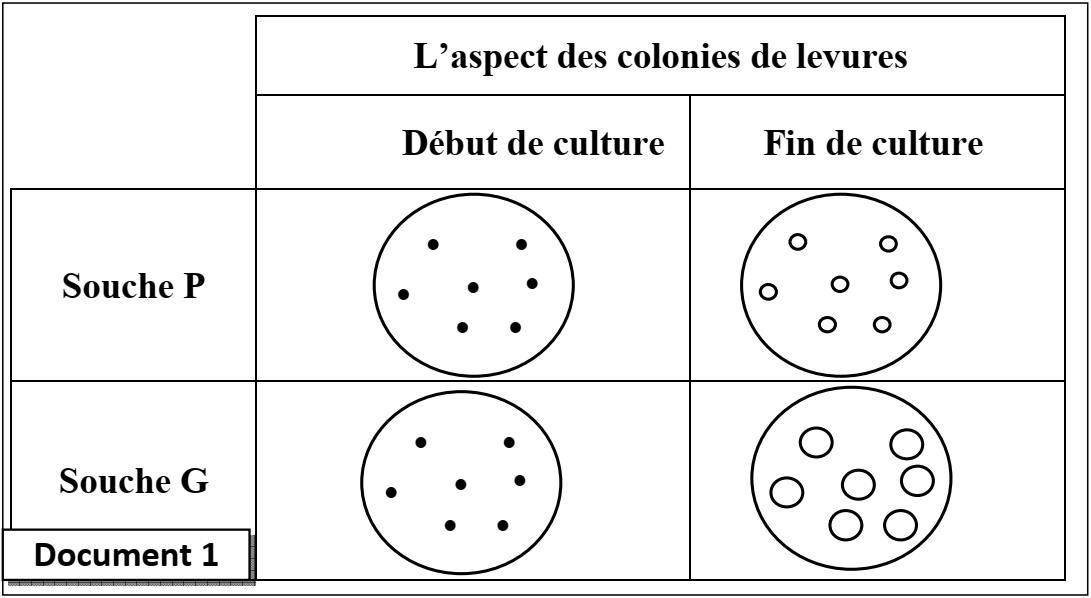 L’aspect des colonies de levures
Début de culture
Fin de culture
Souche P
Souche G
Document 1